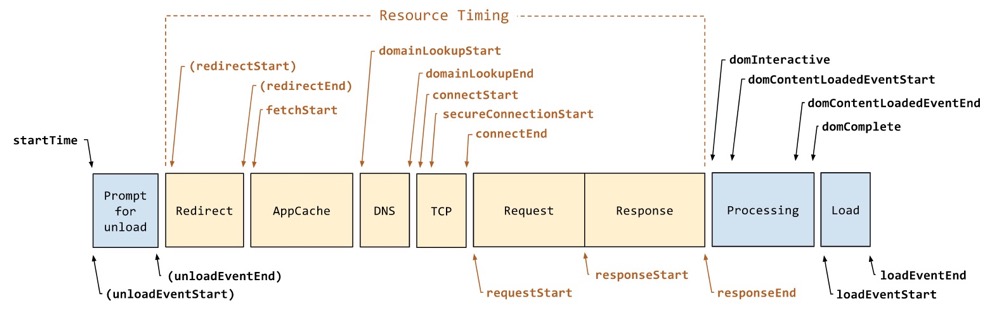 Resource Timing
domainLookupStart
(redirectStart)
domainLookupEnd
(redirectEnd)
connectStart
fetchStart
secureConnectionStart
connectEnd
domInteractive
domContentLoadedEventStart
domContentLoadedEventEnd
domComplete
startTime
Prompt
for
unload
Redirect
AppCache
DNS
TCP
Request
Response
Processing
Load
(unloadEventEnd)
(unloadEventStart)
responseStart
requestStart
responseEnd
loadEventEnd
loadEventStart